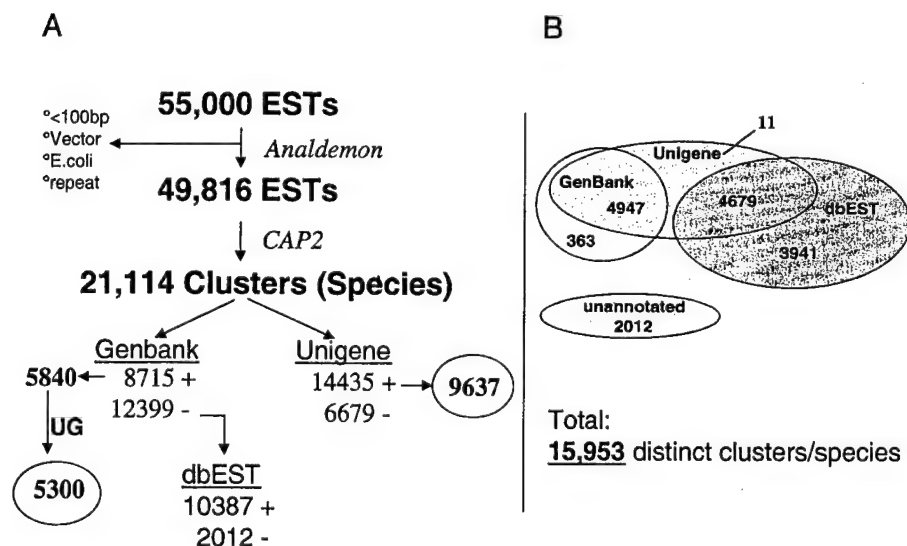 A
55,000 ESTs
°<100bp
°Vector
°E.coli
°repeat
Analdemon
49,816 ESTs
CAP2
21,114 Clusters (Species)
Genbank
8715 +
12399 -
5840
UG
5300
Unigene
14435 +
6679 -
9637
dbEST
10387 +
2012 -
B
11
Unigene
GenBank
4947
363
4679
dbEST
3941
unannotated
2012
Total:
15,953 distinct clusters/species